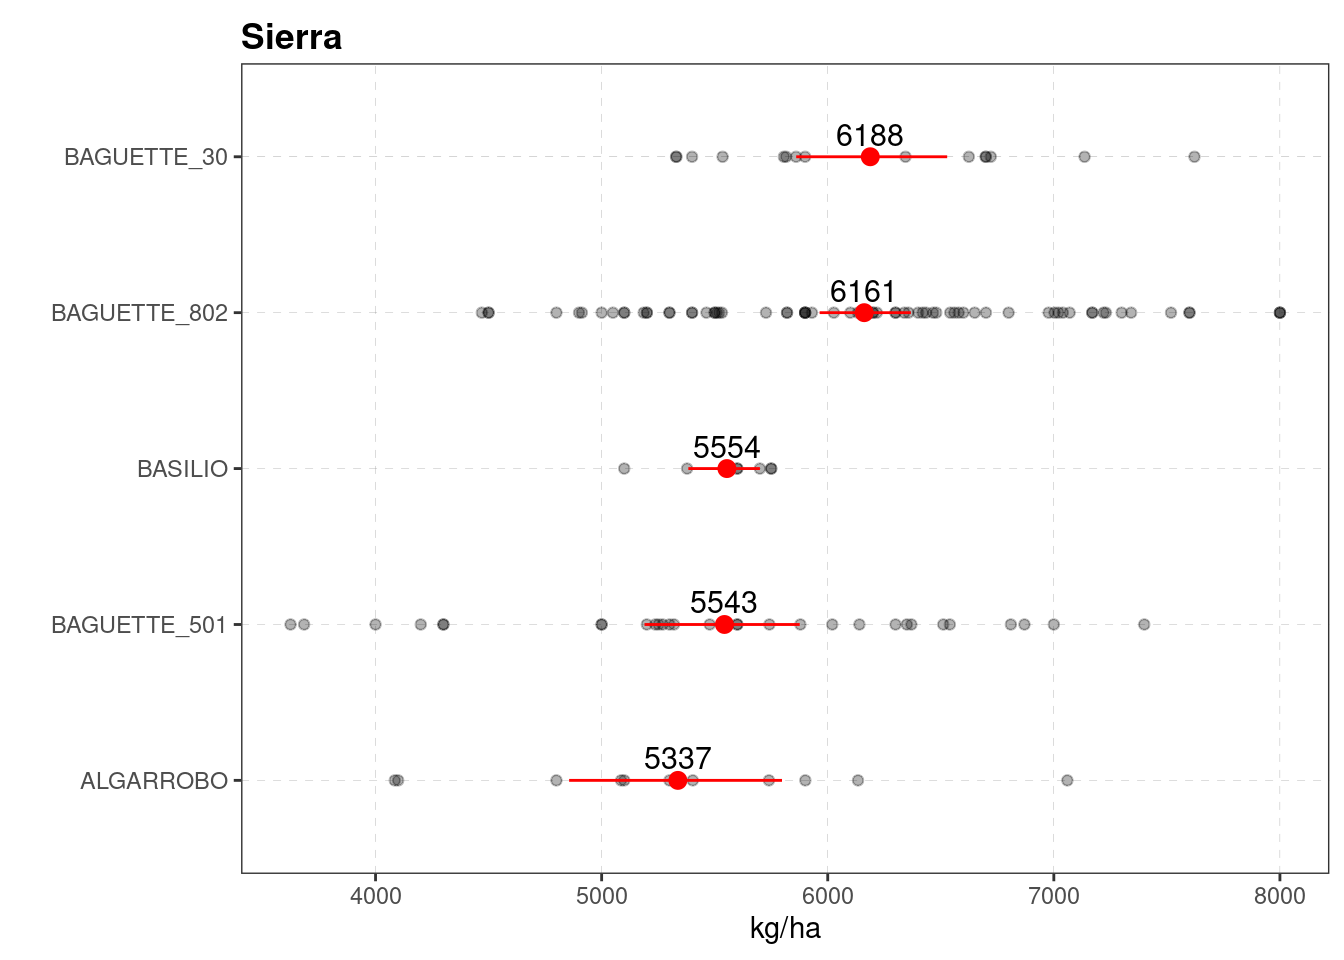 Sierra
BAGUETTE_30
6188
BAGUETTE_802
6161
BASILIO
5554
BAGUETTE_501
5543
ALGARROBO
5337
4000 5000 6000 7000 8000
kg/ha